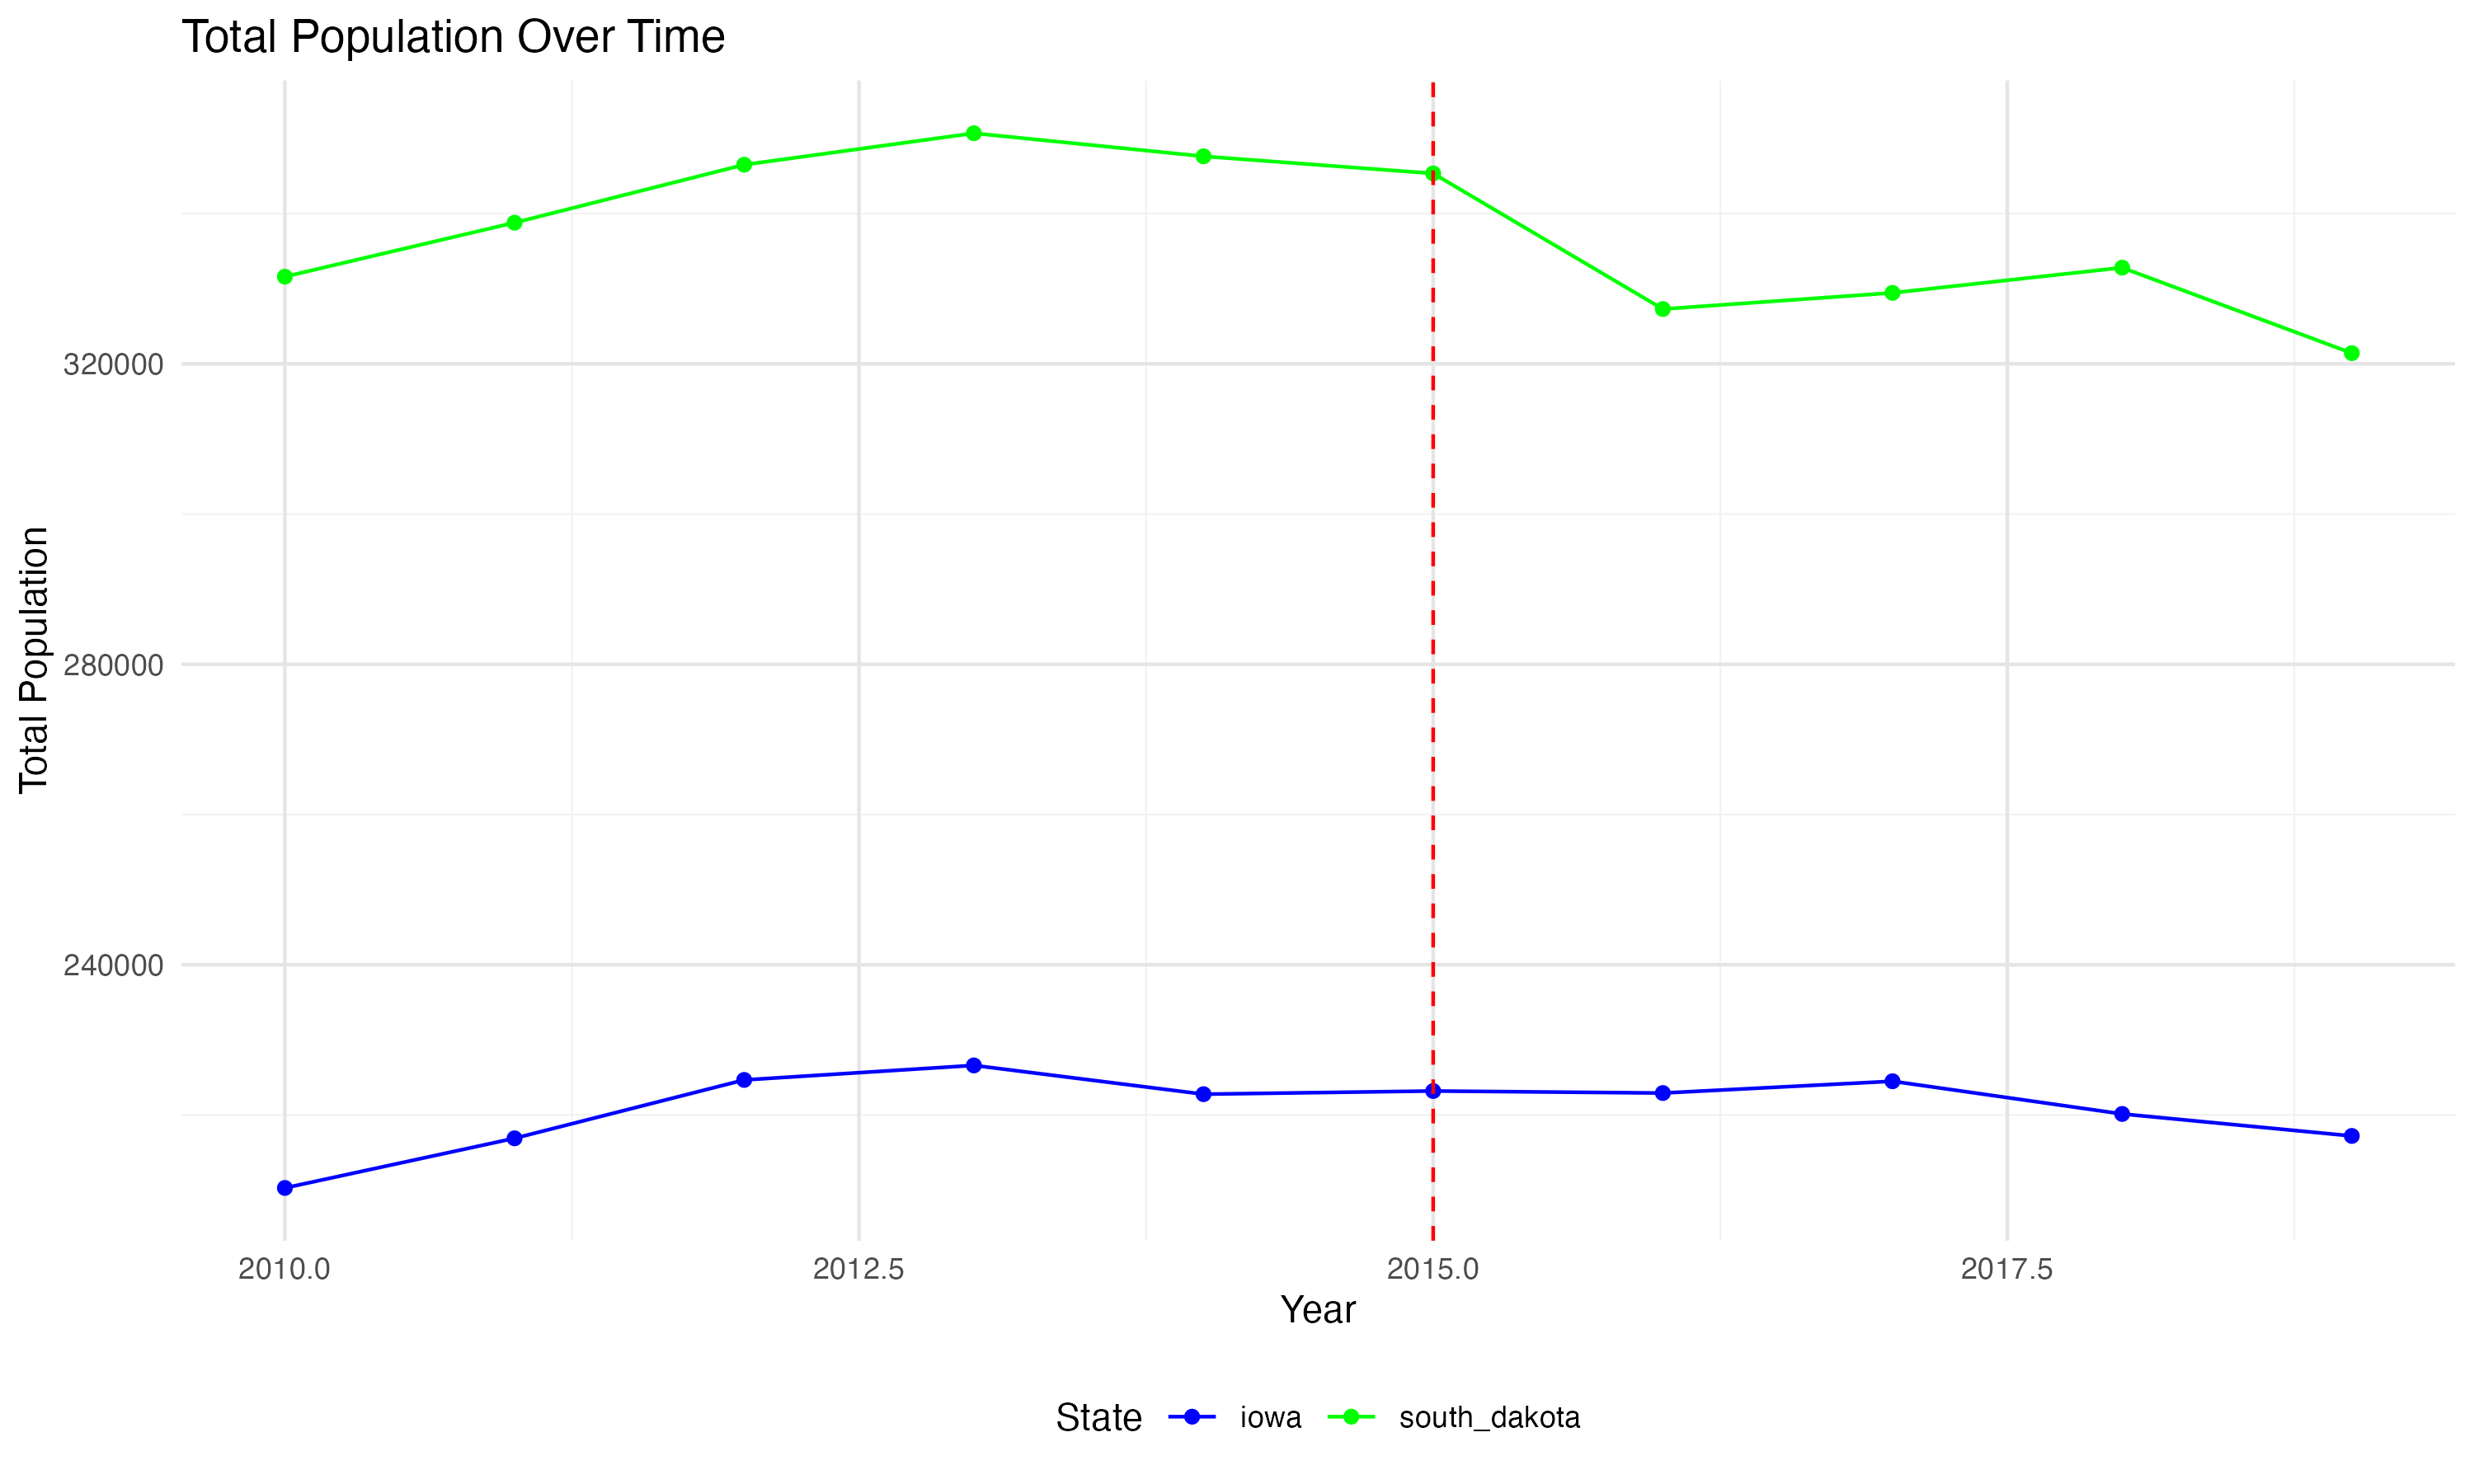 Total Population Over Time
Total Population
320000
280000
240000
2010.0 2012.5 2015.0 2017.5
Year
State iowa south_dakota